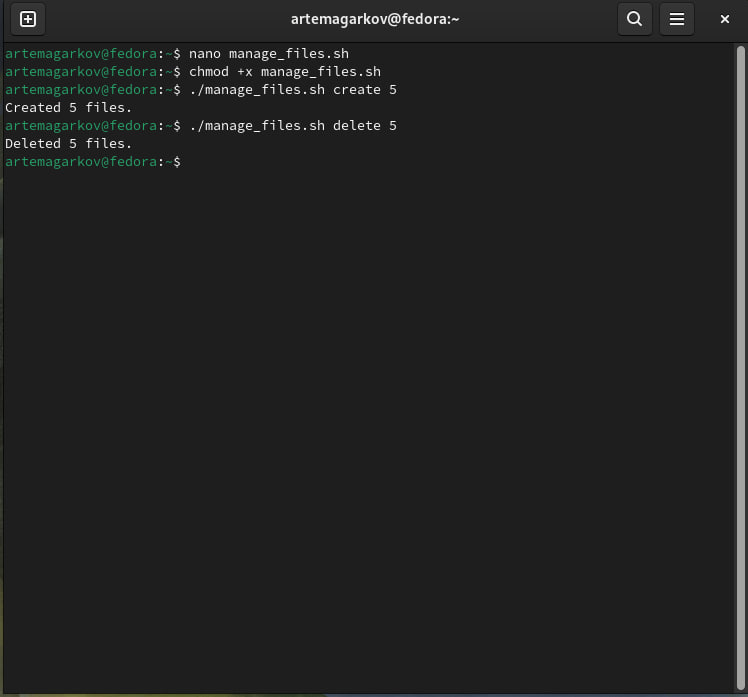 artemagarkov@fedora:~
artemagarkov@fedora:~$ nano manage_files.sh
artemagarkov@fedora:~$ chmod +x manage_files.sh
artemagarkov@fedora:~$ ./manage_files.sh create 5
Created 5 files.
artemagarkov@fedora:~$ ./manage_files.sh delete 5
Deleted 5 files.
artemagarkov@fedora:~$